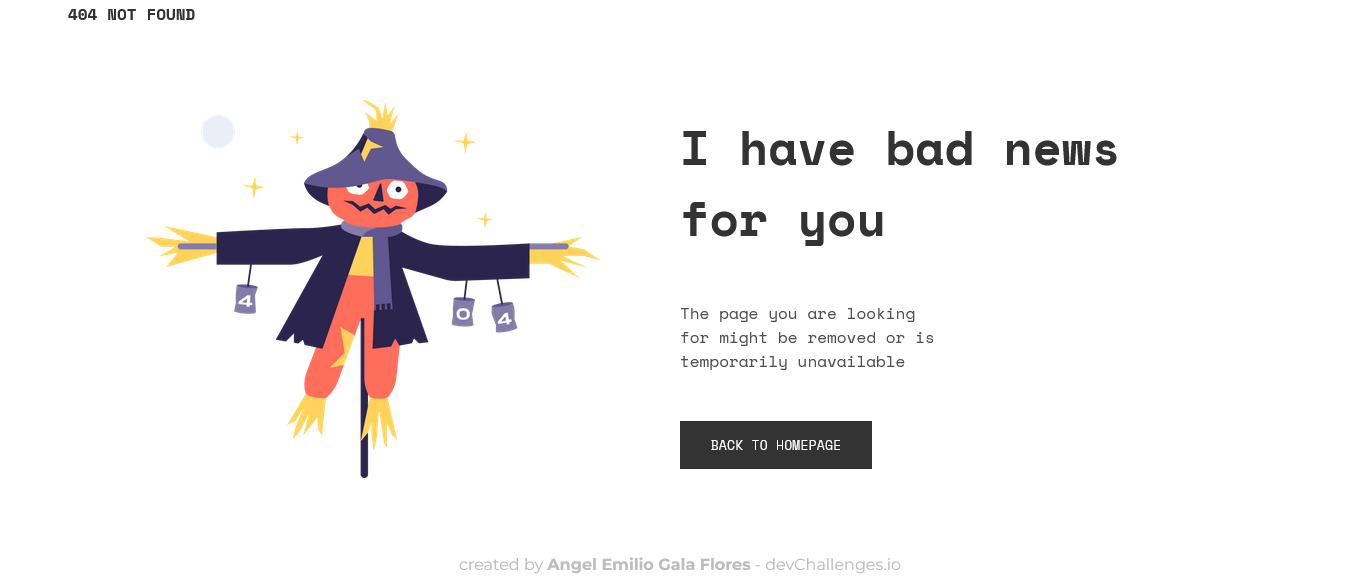 404 NOT FOUND
I have bad news
for you
4
0
4
The page you are looking
for might be removed or is
temporarily unavailable
BACK TO HOMEPAGE
created by Angel Emilio Gala Flores - devChallenges.io